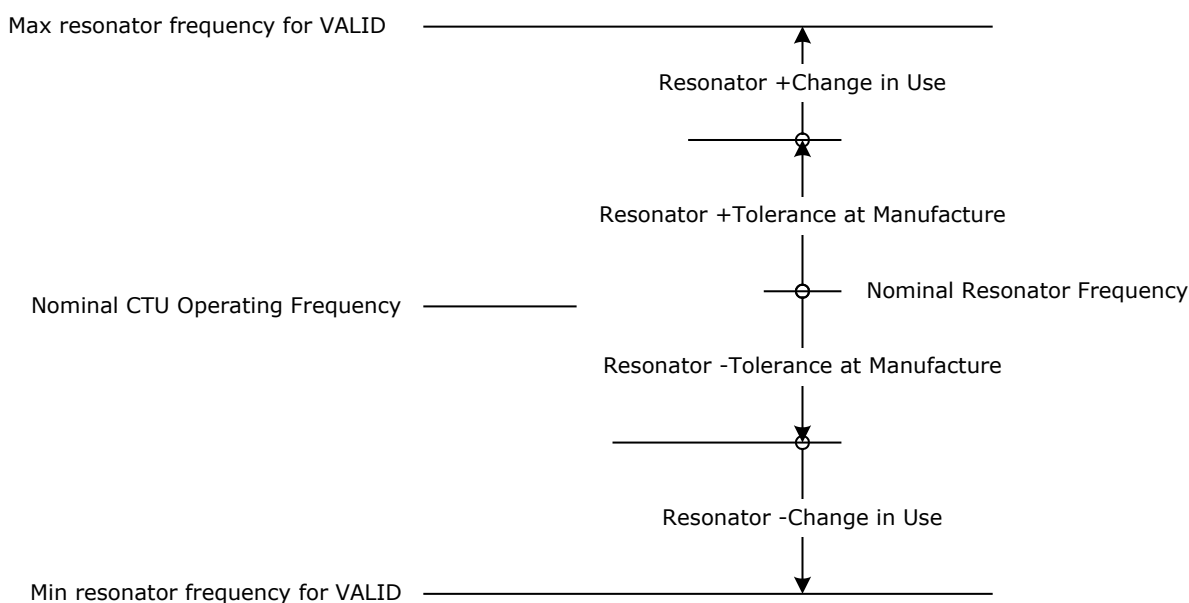 Max resonator frequency for VALID
Resonator +Change in Use
Resonator +Tolerance at Manufacture
Nominal CTU Operating Frequency
Nominal Resonator Frequency
Resonator -Tolerance at Manufacture
Resonator -Change in Use
Min resonator frequency for VALID